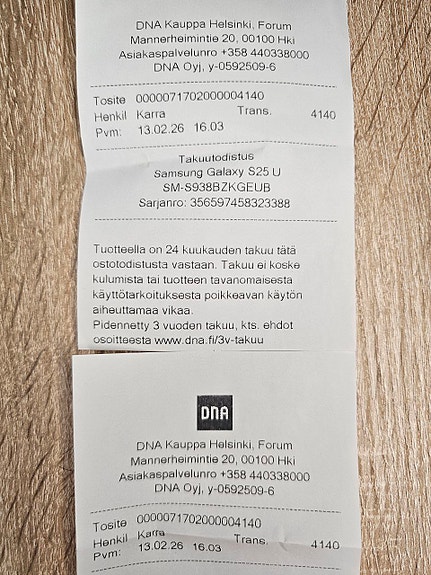 DNA Kauppa Helsinki, Forum
Mannerheimintie 20, 00100 Hki
Asiakaspalvelunro +358 440338000
DNA Oyj, y-0592509-6
Tosite 0000071702000004140
Henkil Karra Trans. 4140
Pvm: 13.02.26 16.03
Takuutodistus
Samsung Galaxy S25 U
SM-S938BZKGEUB
Sarjanro: 356597458323388
Tuotteella on 24 kuukauden takuu tätä
ostotodistusta vastaan. Takuu ei koske
kulumista tai tuotteen tavanomaisesta
käyttötarkoituksesta poikkeavan käytön
aiheuttamaa vikaa.
Pidennetty 3 vuoden takuu, kts. ehdot
osoitteesta www.dna.fi/3v-takuu
DNA
DNA Kauppa Helsinki, Forum
Mannerheimintie 20, 00100 Hki
Asiakaspalvelunro +358 440338000
DNA Oyj, y-0592509-6
Tosite 0000071702000004140
Henkil Karra Trans. 4140
Pvm: 13.02.26 16.03